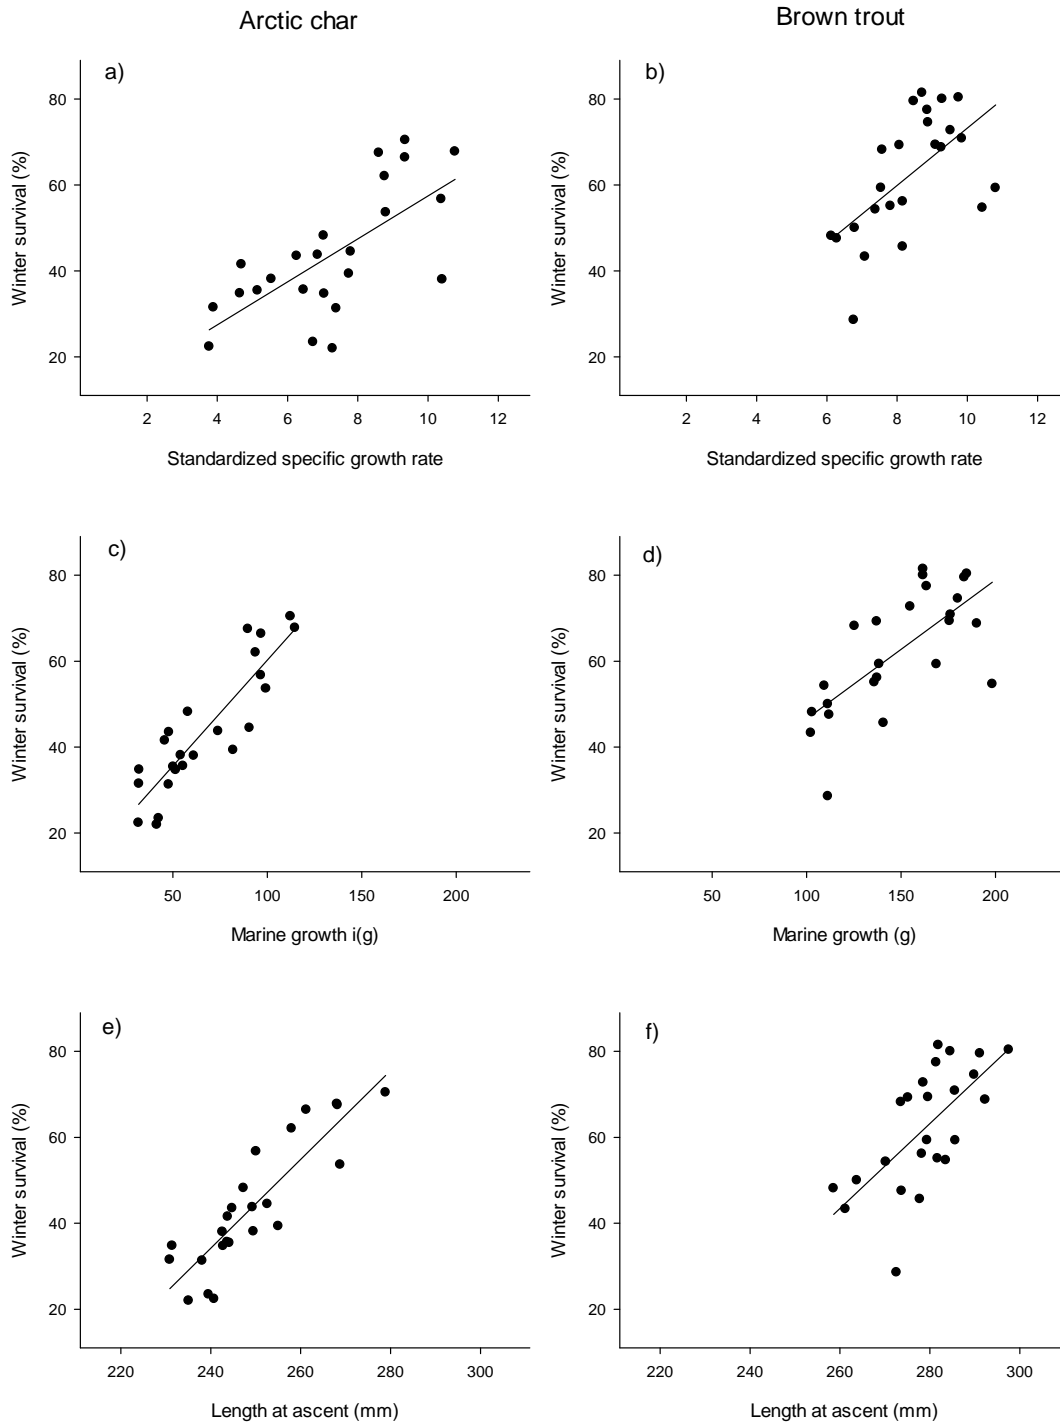 Arctic char
Brown trout
a)
Winter survival (%)
80
60
40
20
2 4 6 8 10 12
Standardized specific growth rate
b)
Winter survival (%)
80
60
40
20
2 4 6 8 10 12
Standardized specific growth rate
c)
Winter survival (%)
80
60
40
20
50 100 150 200
Marine growth i(g)
d)
Winter survival (%)
80
60
40
20
50 100 150 200
Marine growth (g)
e)
Winter survival (%)
80
60
40
20
220 240 260 280 300
Length at ascent (mm)
f)
Winter survival (%)
80
60
40
20
220 240 260 280 300
Length at ascent (mm)